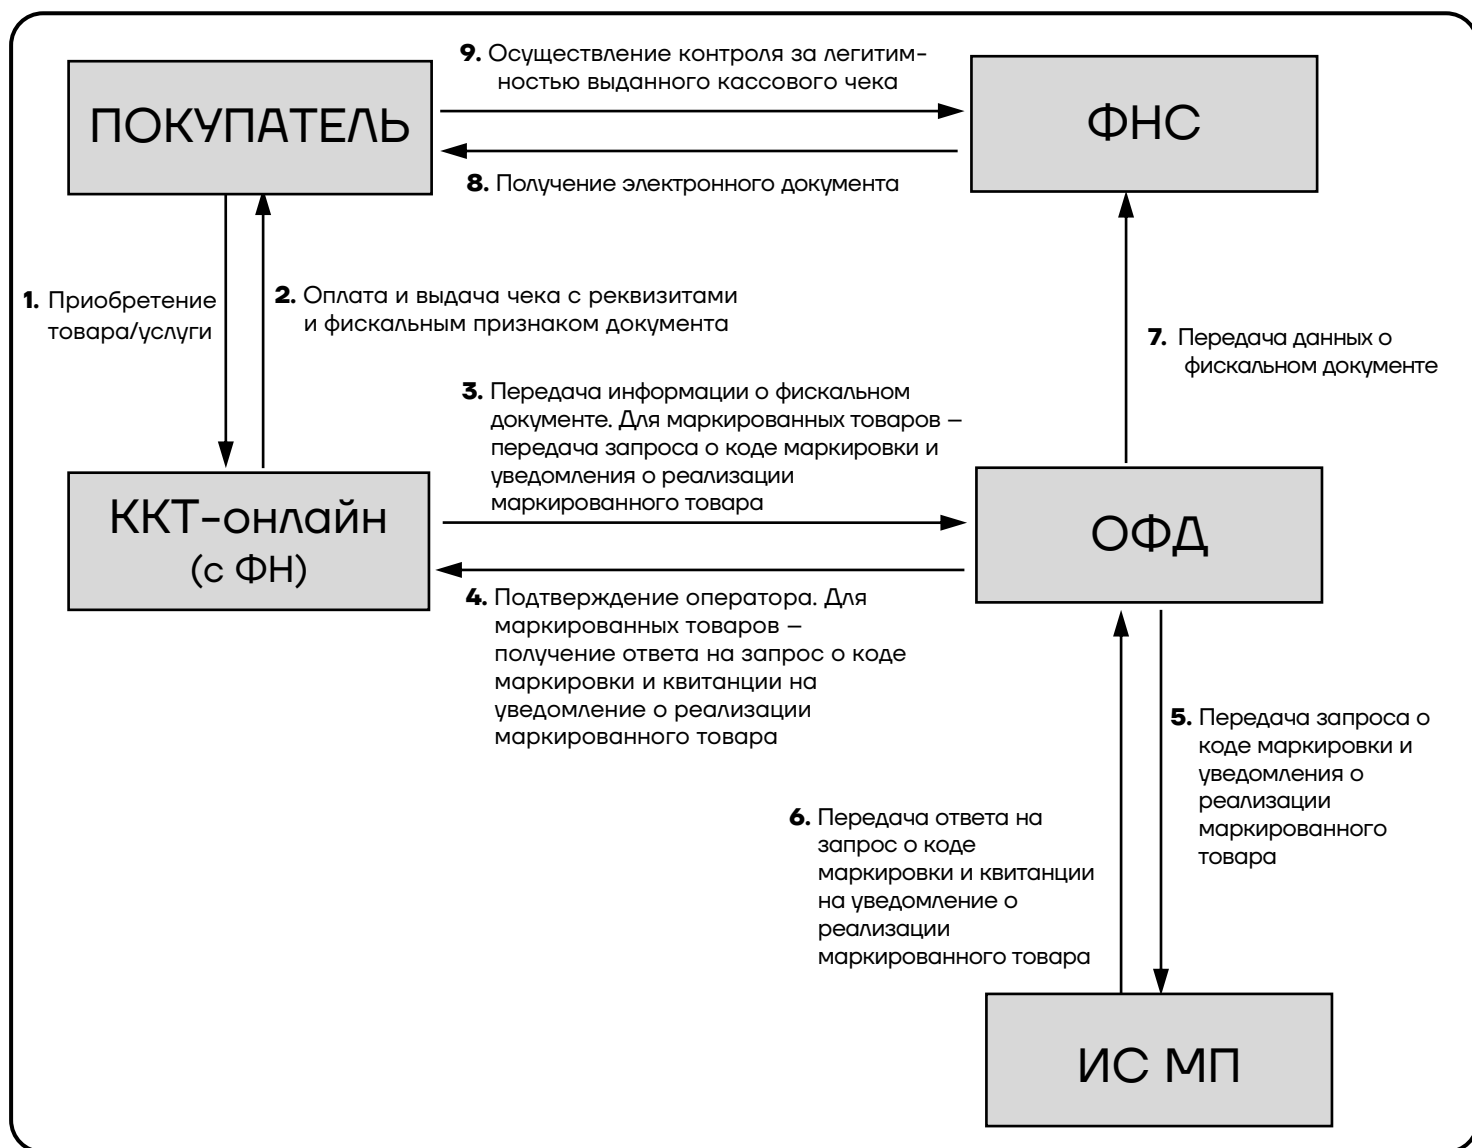 9. Осуществление контроля за легитим-
ностью выданного кассового чека
ПОКУПАТЕЛЬ
ФНС
8. Получение электронного документа
1. Приобретение
товара/услуги
2. Оплата и выдача чека с реквизитами
и фискальным признаком документа
7. Передача данных о
фискальном документе
3. Передача информации о фискальном
документе. Для маркированных товаров –
передача запроса о коде маркировки и
уведомления о реализации
маркированного товара
ККТ-онлайн
(с ФН)
ОФД
4. Подтверждение оператора. Для
маркированных товаров –
получение ответа на запрос о коде
маркировки и квитанции на
уведомление о реализации
маркированного товара
5. Передача запроса о
коде маркировки и
уведомления о
реализации
маркированного
товара
6. Передача ответа на
запрос о коде
маркировки и квитанции
на уведомление о
реализации
маркированного товара
ИС МП